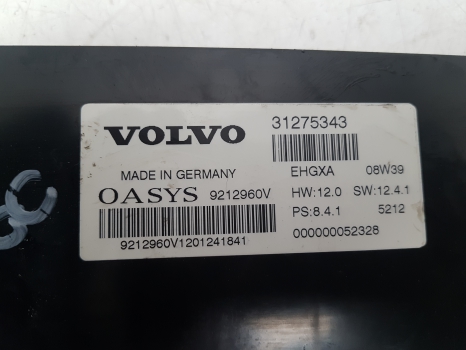 VOLVO 31275343
MADE IN GERMANY EHGXA 08W39
OASYS 9212960V HW:12.0 SW:12.4.1
PS:8.4.1 5212
9212960V1201241841 000000052328